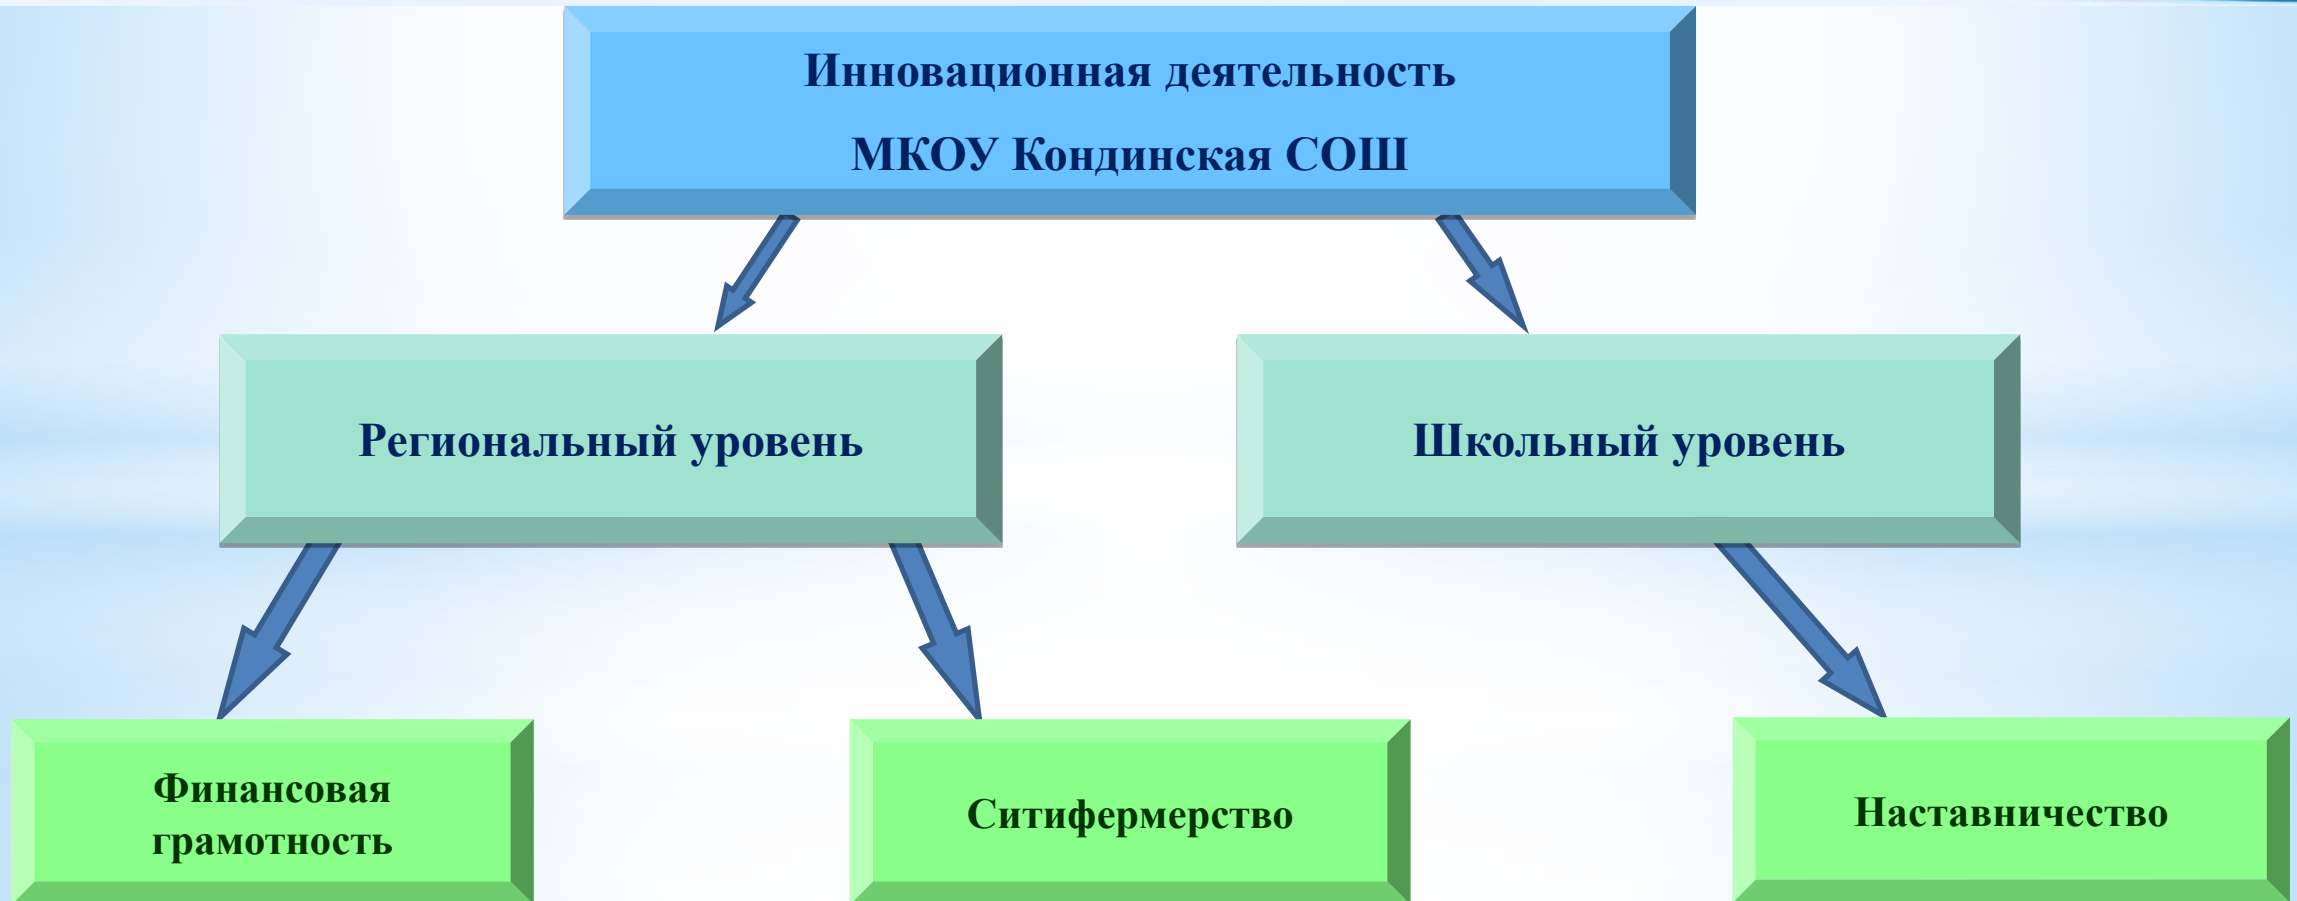 Инновационная деятельность
МКОУ Кондинская СОШ
Региональный уровень
Школьный уровень
Финансовая
грамотность
Ситифермерство
Наставничество